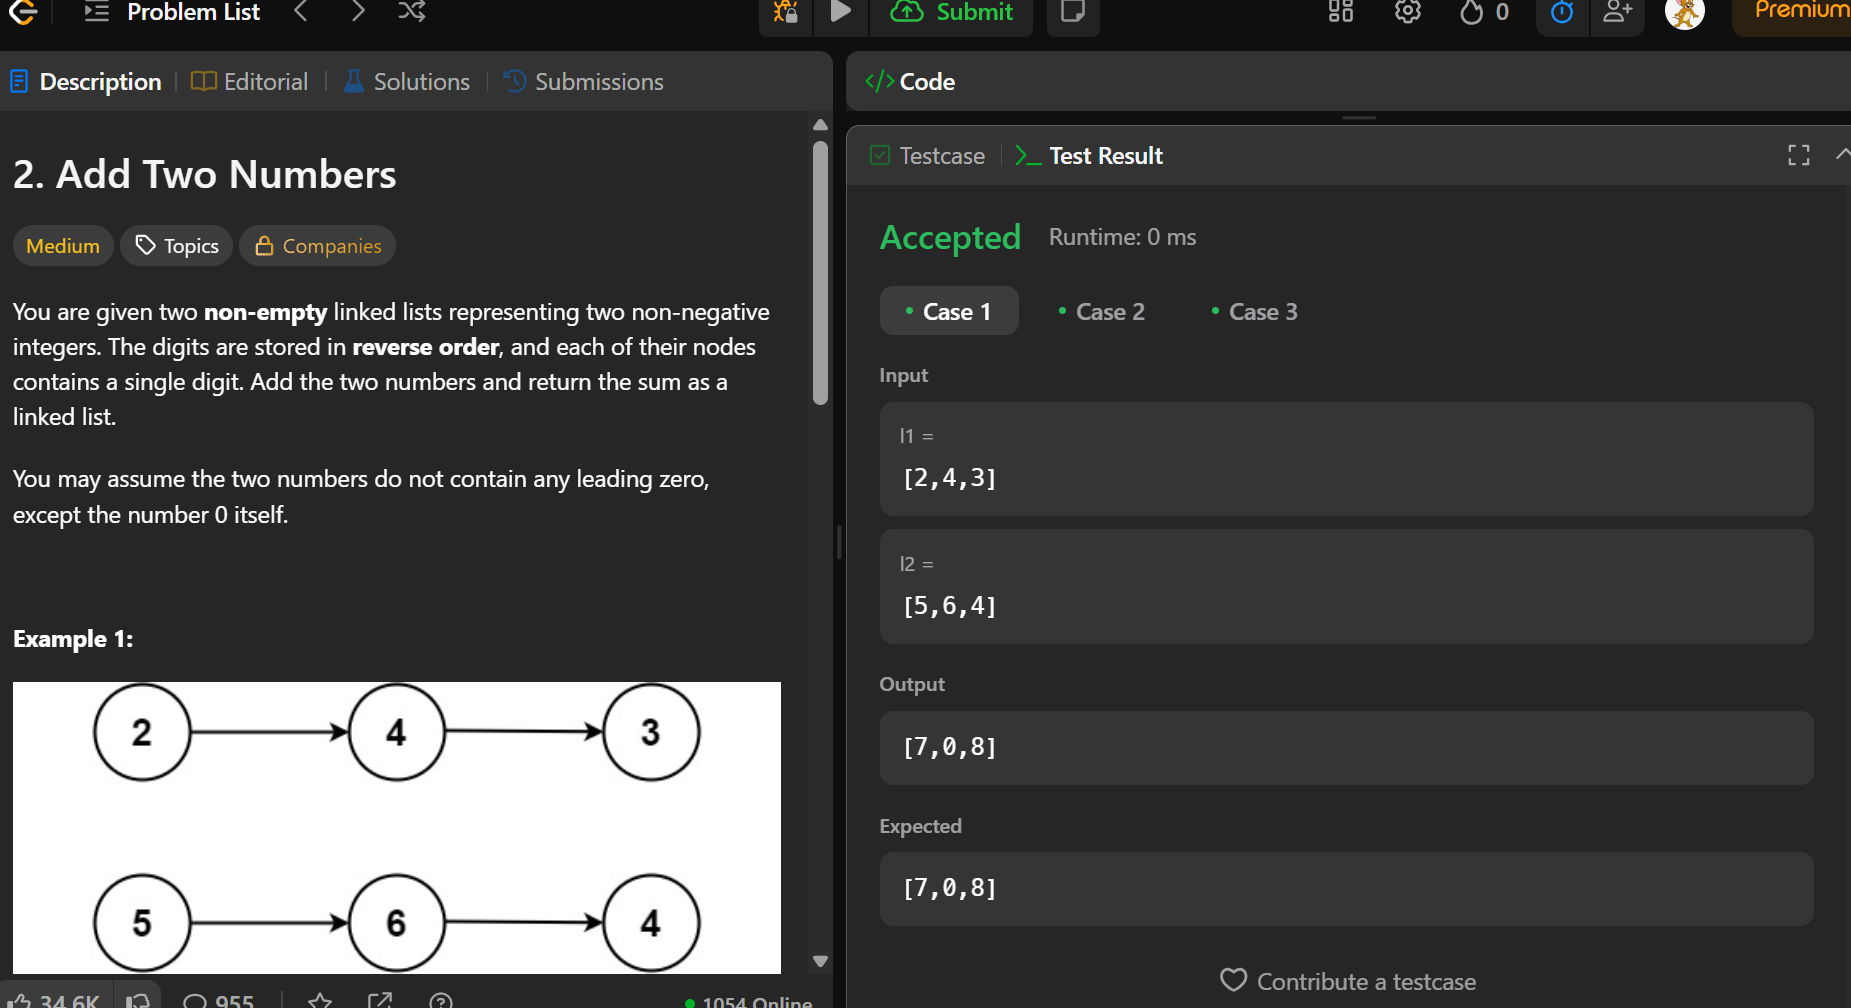 Problem List
Submit
0
Premium
Description
Editorial
Solutions
Submissions
2. Add Two Numbers
Medium
Topics
Companies
You are given two non-empty linked lists representing two non-negative
integers. The digits are stored in reverse order, and each of their nodes
contains a single digit. Add the two numbers and return the sum as a
linked list.
You may assume the two numbers do not contain any leading zero,
except the number 0 itself.
Example 1:
2
4
3
5
6
4
34.6K
955
1054 Online
</> Code
Testcase
>_ Test Result
Accepted
Runtime: 0 ms
Case 1
Case 2
Case 3
Input
l1 =
[2,4,3]
l2 =
[5,6,4]
Output
[7,0,8]
Expected
[7,0,8]
Contribute a testcase